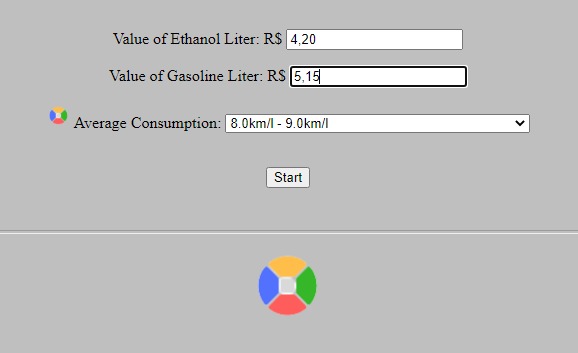 Value of Ethanol Liter: R$ 4,20
Value of Gasoline Liter: R$ 5,15
Average Consumption: 8.0km/l - 9.0km/l
Start